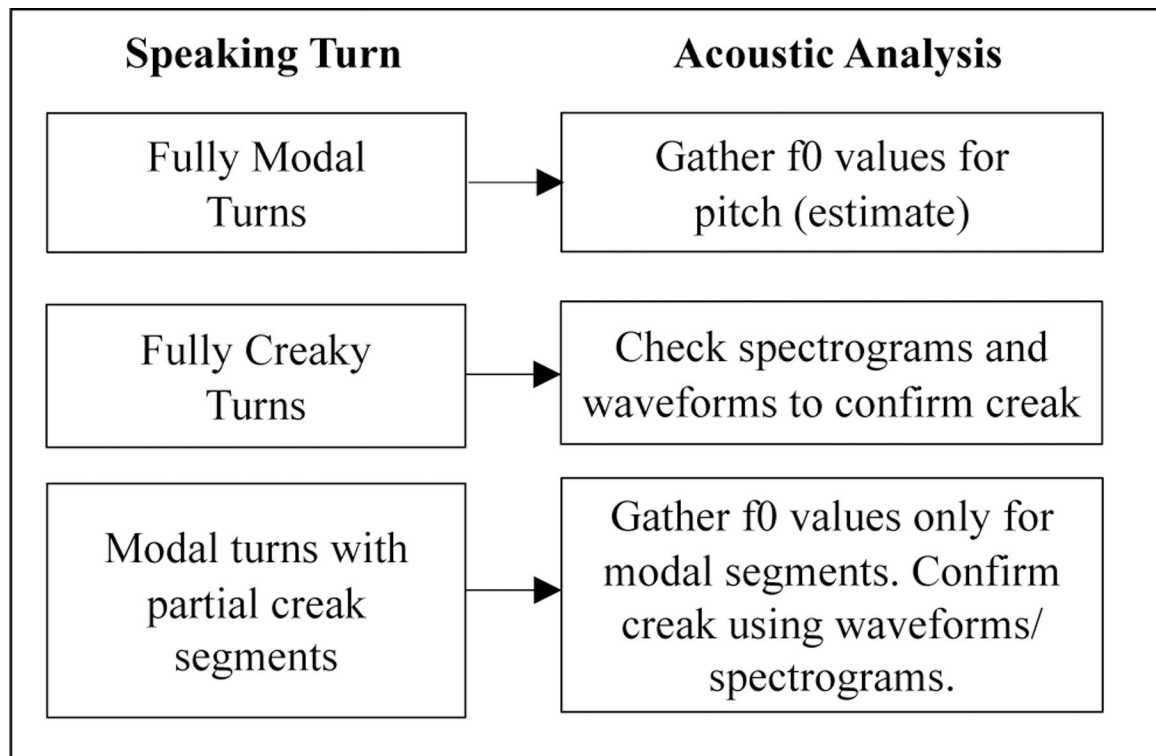 Speaking Turn
Acoustic Analysis
Fully Modal
Turns
Gather f0 values for
pitch (estimate)
Fully Creaky
Turns
Check spectrograms and
waveforms to confirm creak
Modal turns with
partial creak
segments
Gather f0 values only for
modal segments. Confirm
creak using waveforms/
spectrograms.